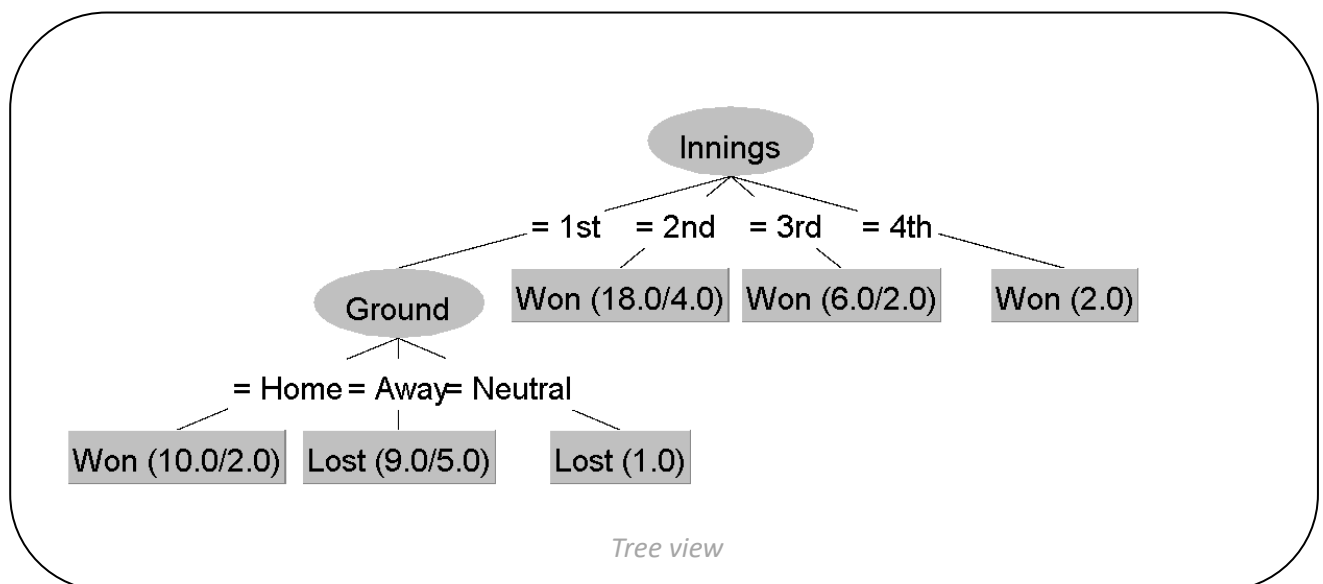 Innings
= 1st = 2nd = 3rd = 4th
Ground Won (18.0/4.0) Won (6.0/2.0) Won (2.0)
= Home = Away = Neutral
Won (10.0/2.0) Lost (9.0/5.0) Lost (1.0)
Tree view